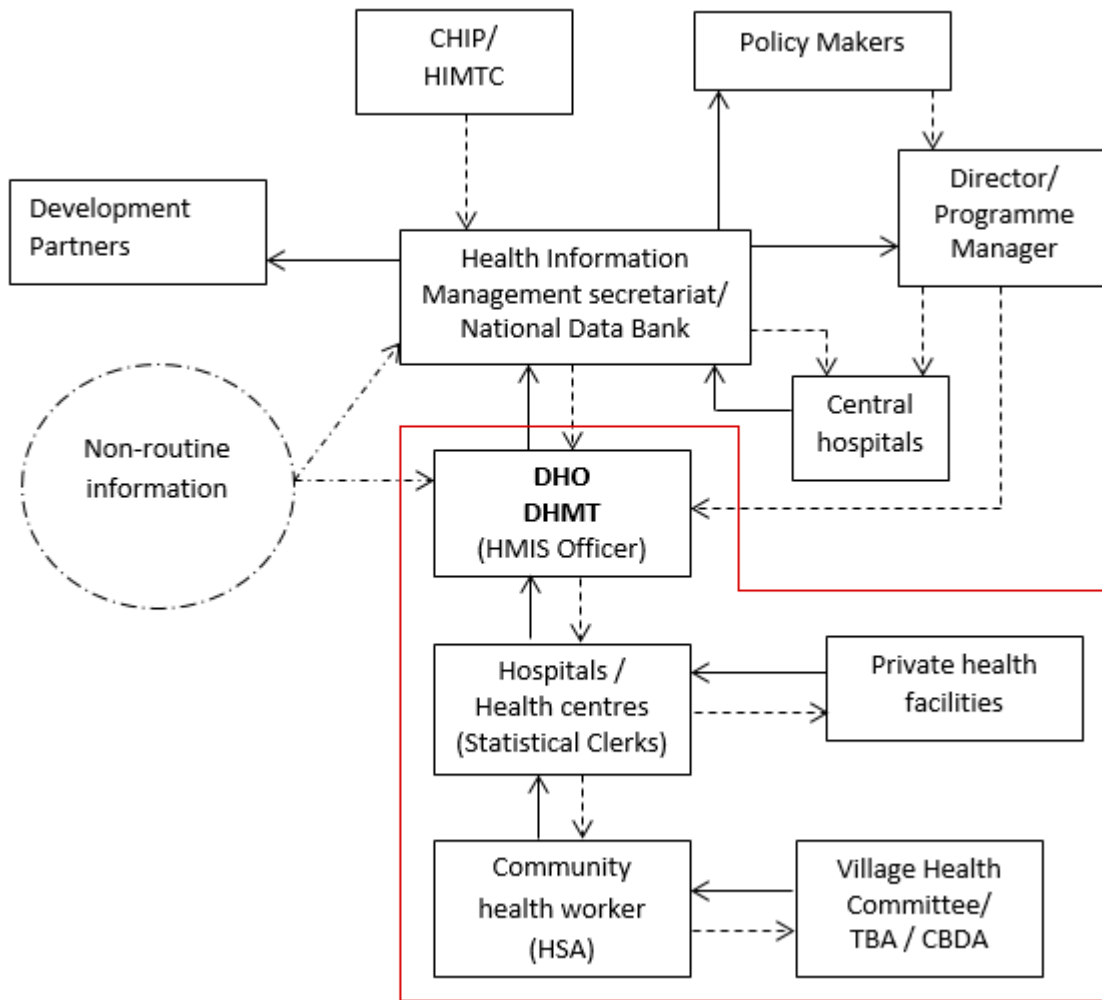 CHIP/
HIMTC
Policy Makers
Development
Partners
Director/
Programme
Manager
Health Information
Management secretariat/
National Data Bank
Non-routine
information
Central
hospitals
DHO
DHMT
(HMIS Officer)
Hospitals /
Health centres
(Statistical Clerks)
Private health
facilities
Community
health worker
(HSA)
Village Health
Committee/
TBA / CBDA